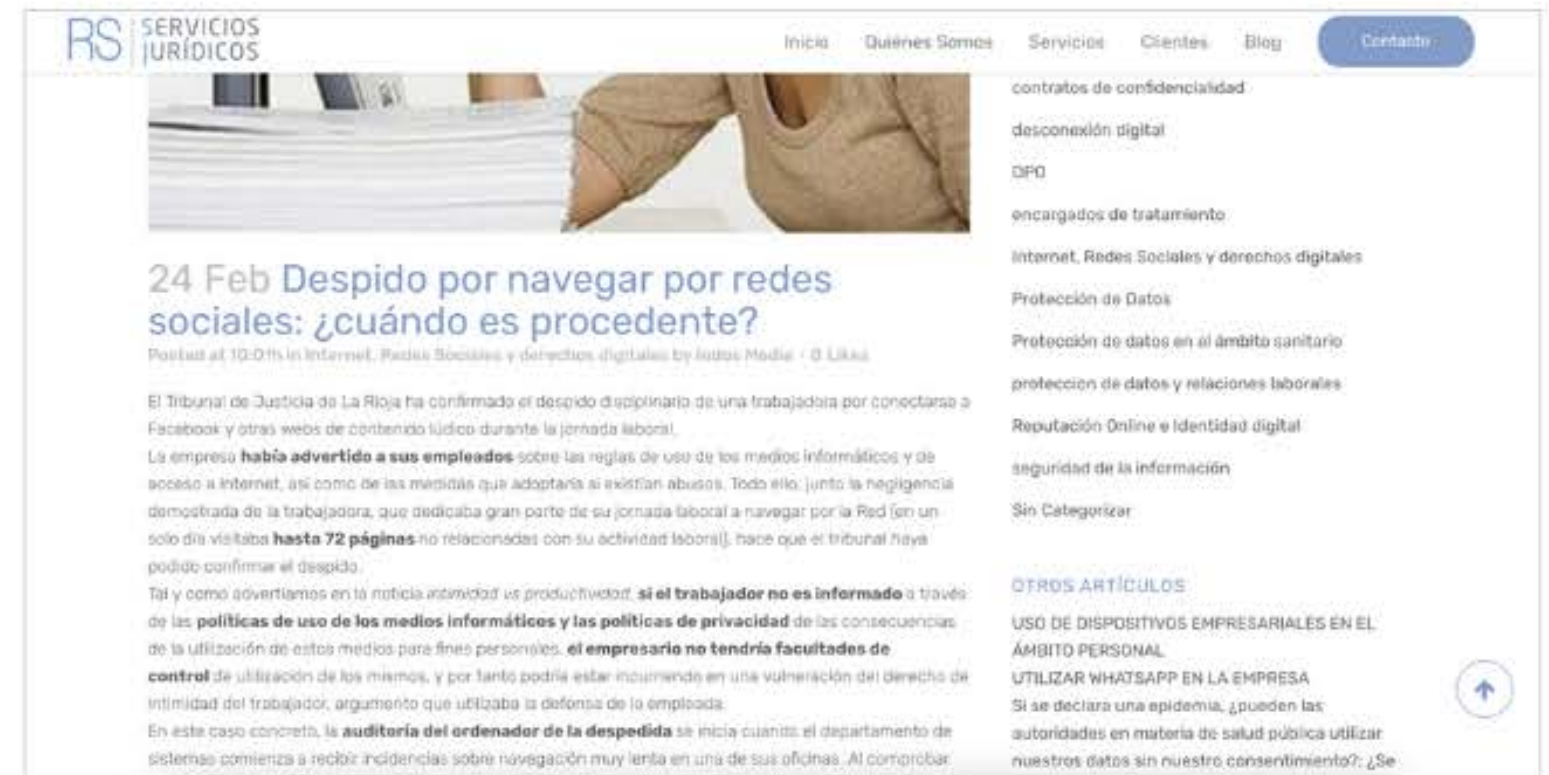 RS SERVICIOS JURÍDICOS
Inicio Quiénes Somos Servicios Clientes Blog Contacto
24 Feb Despido por navegar por redes
sociales: ¿cuándo es procedente?
Posted at 10:01h in Internet, Redes Sociales y derechos digitales by Media · 0 Likes
El Tribunal de Justicia de La Rioja ha confirmado el despido disciplinario de una trabajadora por conectarse a
Facebook y otras webs de contenido lúdico durante la jornada laboral.
La empresa había advertido a sus empleados sobre las reglas de uso de los medios informáticos y de
acceso a Internet, así como de las medidas que adoptaría si existían abusos. Todo ello, junto la negligencia
demostrada de la trabajadora, que dedicaba gran parte de su jornada laboral a navegar por la Red (en un
solo día visitaba hasta 72 páginas no relacionadas con su actividad laboral), hace que el tribunal haya
podido confirmar el despido.
Tal y como advertíamos en la noticia intimidad vs productividad, si el trabajador no es informado a través
de las políticas de uso de los medios informáticos y las políticas de privacidad de las consecuencias
de la utilización de estos medios para fines personales, el empresario no tendría facultades de
control de utilización de los mismos, y por tanto podría estar incurriendo en una vulneración del derecho de
intimidad del trabajador, argumento que utilizaba la defensa de la empleada.
En este caso concreto, la auditoría del ordenador de la despedida se inicia cuando el departamento de
sistemas comienza a recibir incidencias sobre navegación muy lenta en una de sus oficinas. Al comprobar
contratos de confidencialidad
desconexión digital
DPO
encargados de tratamiento
Internet, Redes Sociales y derechos digitales
Protección de Datos
Protección de datos en el ámbito sanitario
proteccion de datos y relaciones laborales
Reputación Online e Identidad digital
seguridad de la información
Sin Categorizar
OTROS ARTÍCULOS
USO DE DISPOSITIVOS EMPRESARIALES EN EL
ÁMBITO PERSONAL
UTILIZAR WHATSAPP EN LA EMPRESA
Si se declara una epidemia, ¿pueden las
autoridades en materia de salud pública utilizar
nuestros datos sin nuestro consentimiento?: ¿Se